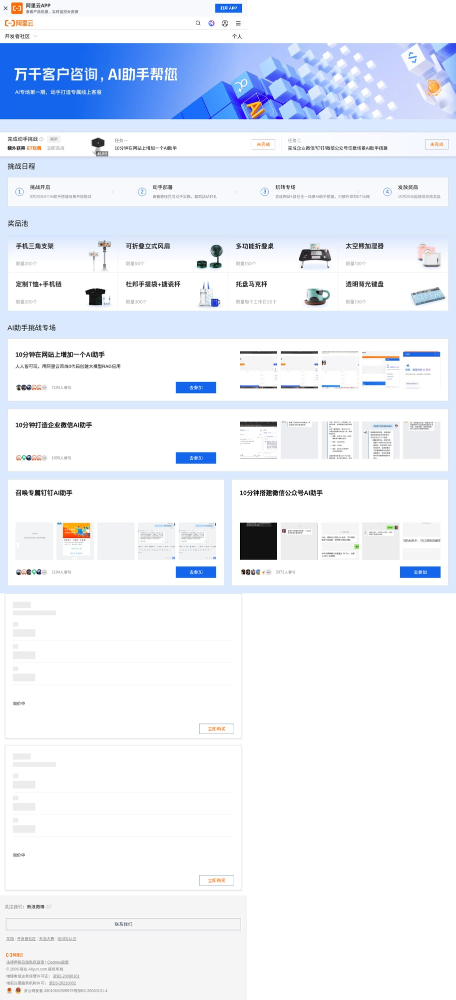 阿里云APP
查看产品优惠，实时监控云资源
打开 APP
阿里云
开发者社区
个人
万千客户咨询，AI助手帮您
AI专场第一期，动手打造专属线上客服
完成动手挑战
刷新
额外获得 ET玩偶
立即完成
剩余0
任务一
10分钟在网站上增加一个AI助手
未完成
任务二
完成企业微信/钉钉/微信公众号任意场景AI助手搭建
未完成
挑战日程
1
挑战开启
8月20日4个AI助手搭建场景开放挑战
2
动手部署
跟着教程完成动手实操，赢取活动好礼
3
玩转专场
完成网站+其他任一场景AI助手搭建，可额外领取ET玩偶
4
发放奖品
10月20日起陆续发放奖品
奖品池
手机三角支架
限量200个
可折叠立式风扇
限量50个
多功能折叠桌
限量150个
太空熊加湿器
限量100个
定制T恤+手机链
限量200个
杜邦手提袋+搪瓷杯
限量300个
托盘马克杯
限量每个工作日30个
透明背光键盘
限量100个
AI助手挑战专场
10分钟在网站上增加一个AI助手
人人皆可玩，用阿里云百炼0代码创建大模型RAG应用
7194人参与
去参加
10分钟打造企业微信AI助手
1995人参与
去参加
召唤专属钉钉AI助手
2194人参与
去参加
10分钟搭建微信公众号AI助手
2372人参与
去参加
询价中
立即购买
询价中
立即购买
关注我们：新浪微博
联系我们
文档 | 开发者社区 | 天池大赛 | 培训与认证
阿里云
法律声明及隐私权政策 | Cookies政策
© 2009-现在 Aliyun.com 版权所有
增值电信业务经营许可证： 浙B2-20080101
域名注册服务机构许可： 浙D3-20210002
浙公网安备 33010602009975号浙B2-20080101-4